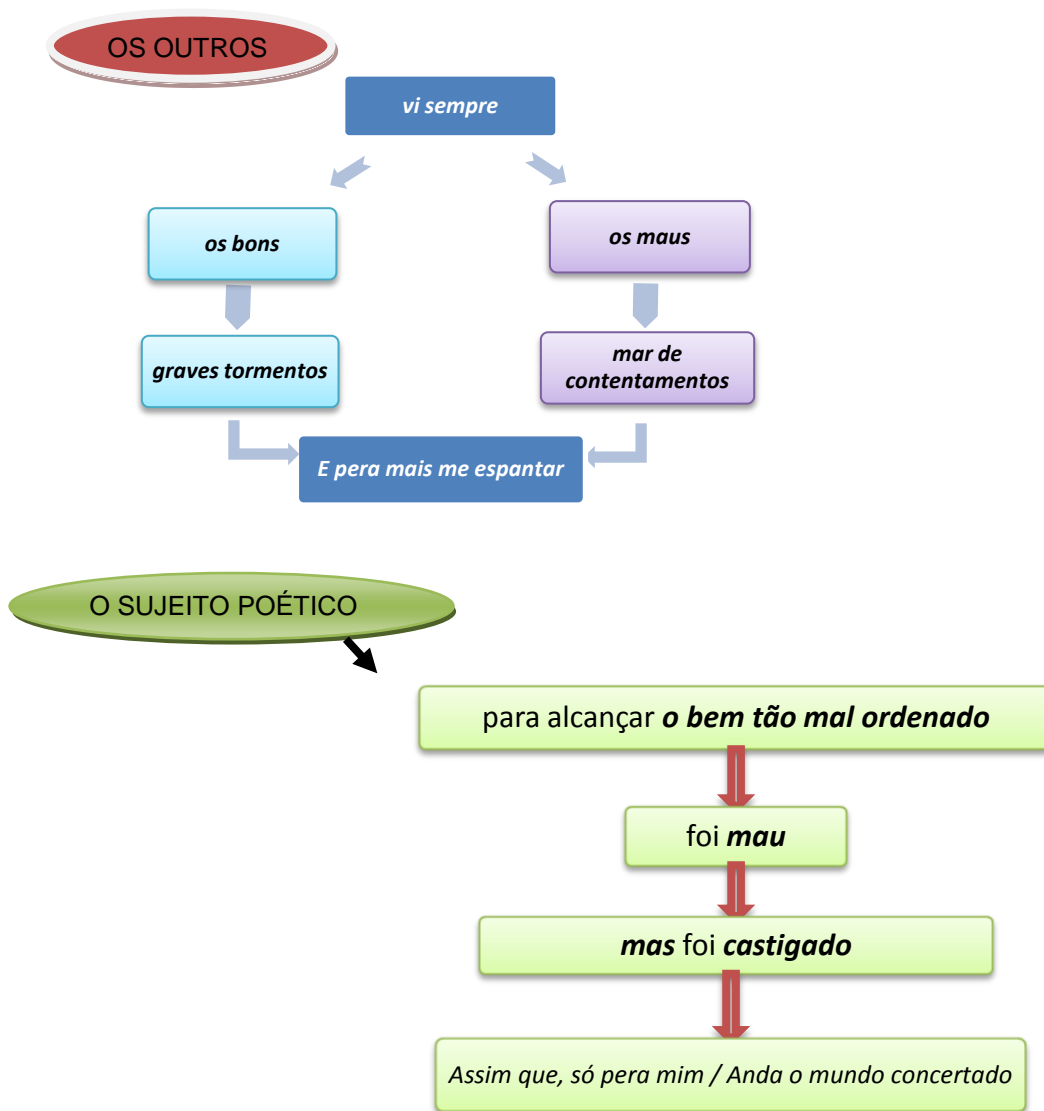 OS OUTROS
vi sempre
os bons
os maus
graves tormentos
mar de
contentamentos
E pera mais me espantar
O SUJEITO POÉTICO
para alcançar o bem tão mal ordenado
foi mau
mas foi castigado
Assim que, só pera mim / Anda o mundo concertado